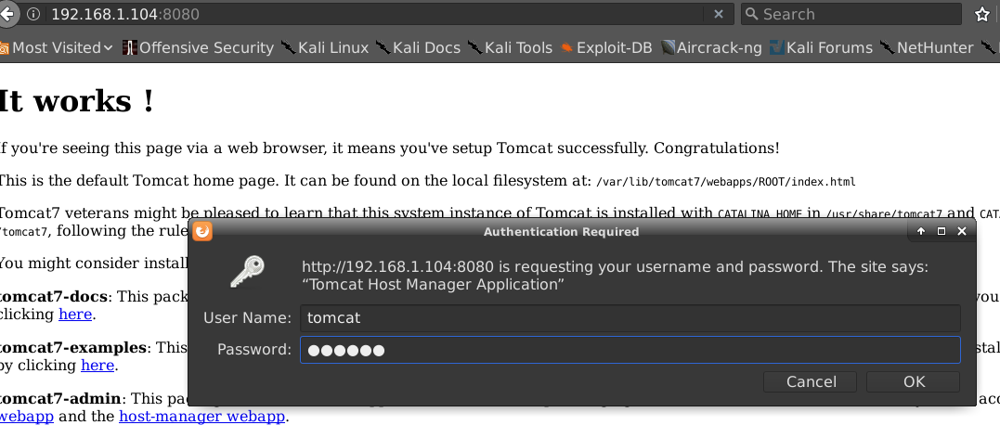 192.168.1.104:8080
Search
Most Visited Offensive Security Kali Linux Kali Docs Kali Tools Exploit-DB Aircrack-ng Kali Forums NetHunter
It works !
If you're seeing this page via a web browser, it means you've setup Tomcat successfully. Congratulations!
This is the default Tomcat home page. It can be found on the local filesystem at: /var/lib/tomcat7/webapps/ROOT/index.html
Tomcat7 veterans might be pleased to learn that this system instance of Tomcat is installed with CATALINA_HOME in /usr/share/tomcat7 and CAT
/tomcat7, following the rule
You might consider install
tomcat7-docs: This pack you
clicking here.
tomcat7-examples: This stal
by clicking here.
tomcat7-admin: This pac acc
webapp and the host-manager webapp.
Authentication Required
http://192.168.1.104:8080 is requesting your username and password. The site says:
“Tomcat Host Manager Application”
User Name: tomcat
Password: ●●●●●●
Cancel OK